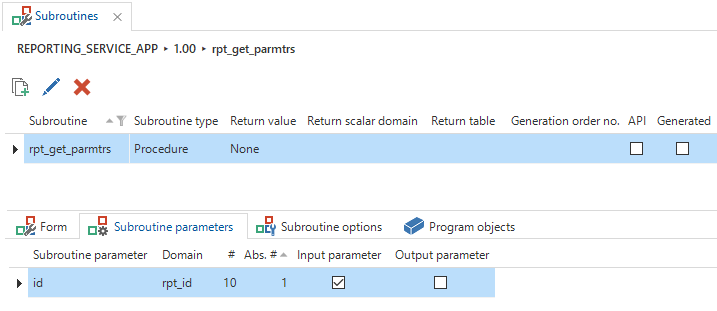 Subroutines
REPORTING_SERVICE_APP ‣ 1.00 ‣ rpt_get_parmtrs
Subroutine Subroutine type Return value Return scalar domain Return table Generation order no. API Generated
rpt_get_parmtrs Procedure None
Form Subroutine parameters Subroutine options Program objects
Subroutine parameter Domain # Abs. # Input parameter Output parameter
id rpt_id 10 1